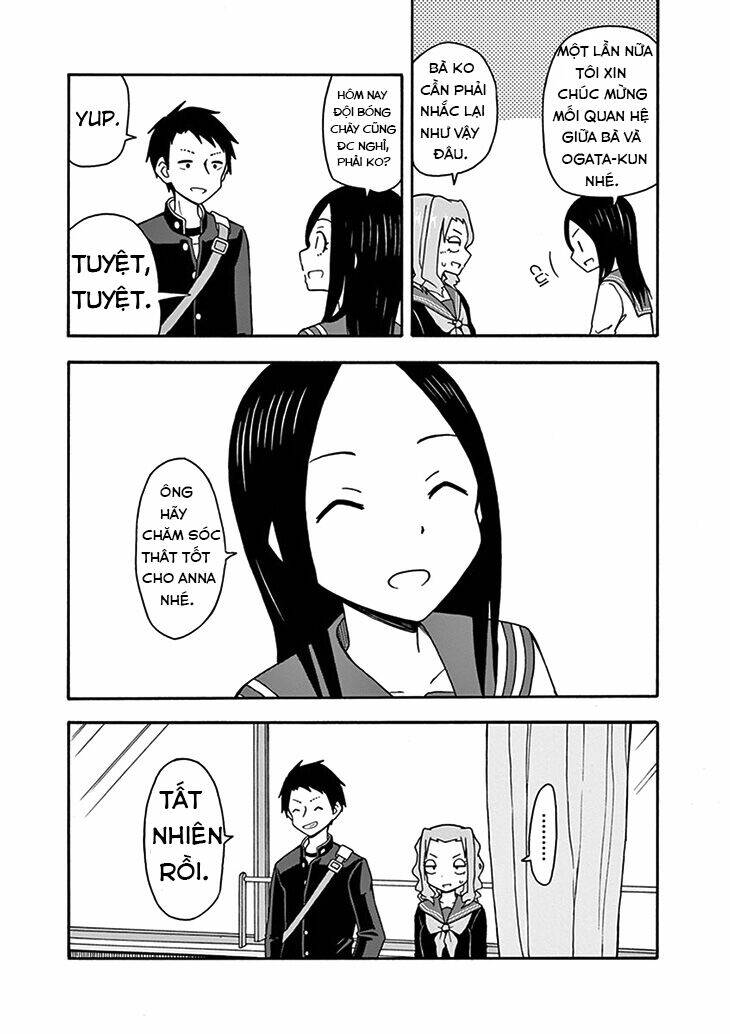 MỘT LẦN NỮA
TÔI XIN
CHÚC MỪNG
MỐI QUAN HỆ
GIỮA BÀ VÀ
OGATA-KUN
NHÉ.
CÚI
BÀ KO
CẦN PHẢI
NHẮC LẠI
NHƯ VẬY
ĐÂU.
HÔM NAY
ĐỘI BÓNG
CHÀY CŨNG
ĐC NGHỈ,
PHẢI KO?
YUP.
TUYỆT,
TUYỆT.
ÔNG
HÃY
CHĂM SÓC
THÂT TỐT
CHO ANNA
NHÉ.
.........
TẤT
NHIÊN
RỒI.